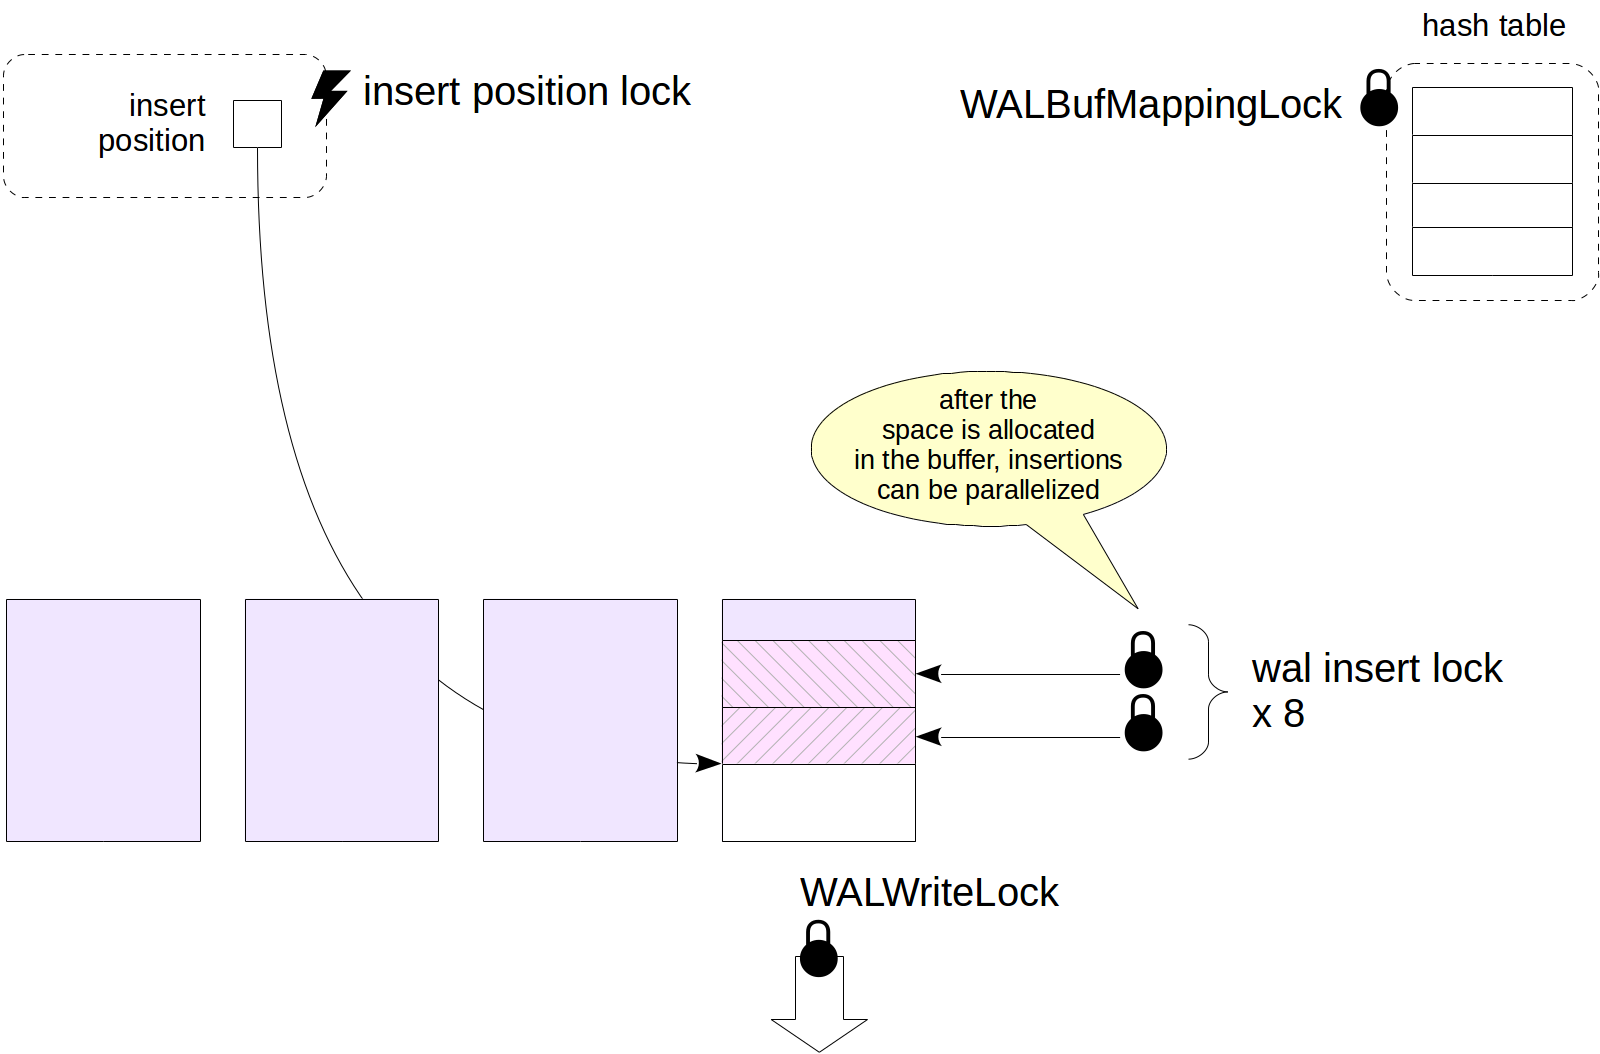 hash table
insert
position
insert position lock
WALBufMappingLock
after the
space is allocated
in the buffer, insertions
can be parallelized
wal insert lock
x 8
WALWriteLock